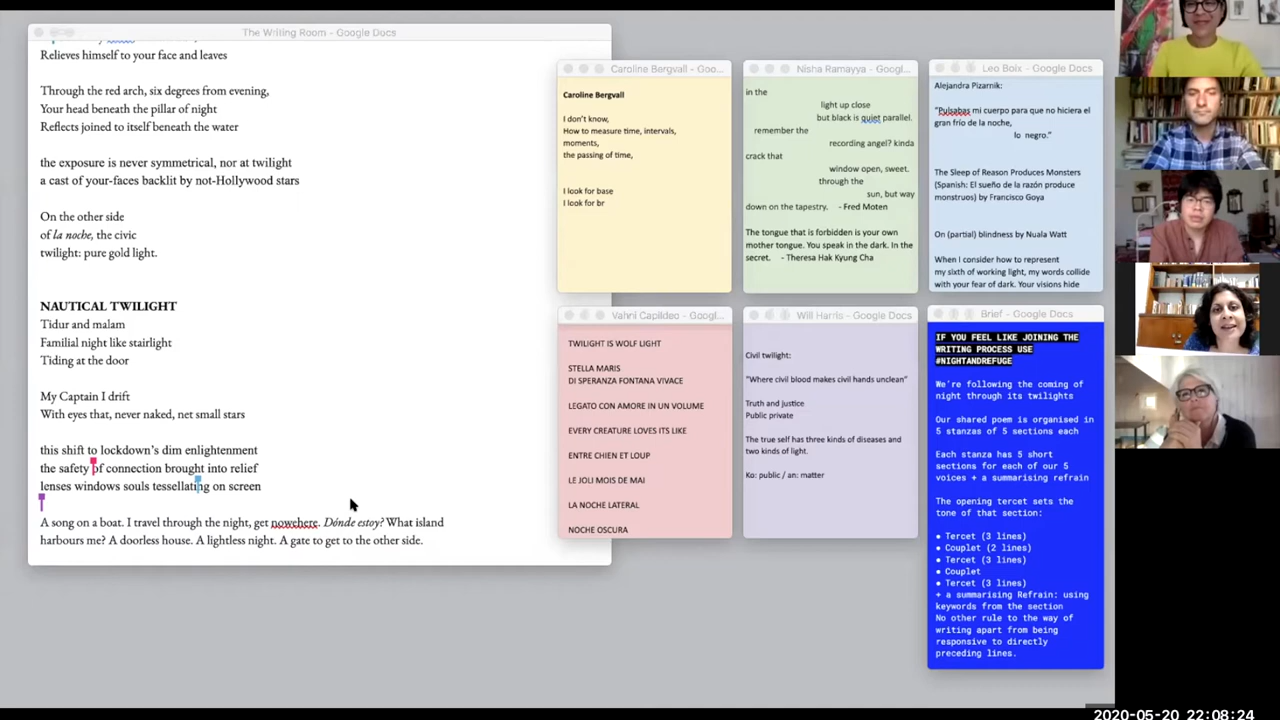 The Writing Room - Google Docs
Relieves himself to your face and leaves
Through the red arch, six degrees from evening,
Your head beneath the pillar of night
Reflects joined to itself beneath the water
the exposure is never symmetrical, nor at twilight
a cast of your-faces backlit by not-Hollywood stars
On the other side
of la noche, the civic
twilight: pure gold light.
NAUTICAL TWILIGHT
Tidur and malam
Familial night like stairlight
Tiding at the door
My Captain I drift
With eyes that, never naked, net small stars
this shift to lockdown's dim enlightenment
the safety of connection brought into relief
lenses windows souls tessellating on screen
A song on a boat. I travel through the night, get nowehere. Dónde estoy? What island
harbours me? A doorless house. A lightless night. A gate to get to the other side.
Caroline Bergvall - Goo...
Caroline Bergvall
I don't know,
How to measure time, intervals,
moments,
the passing of time,
I look for base
I look for br
Nisha Ramayya - Googl...
in the
light up close
but black is quiet parallel.
remember the
recording angel? kinda
crack that
window open, sweet.
through the
sun, but way
down on the tapestry. - Fred Moten
The tongue that is forbidden is your own
mother tongue. You speak in the dark. In the
secret. - Theresa Hak Kyung Cha
Leo Boix - Google Docs
Alejandra Pizarnik:
"Pulsabas mi cuerpo para que no hiciera el
gran frío de la noche,
lo negro."
The Sleep of Reason Produces Monsters
(Spanish: El sueño de la razón produce
monstruos) by Francisco Goya
On (partial) blindness by Nuala Watt
When I consider how to represent
my sixth of working light, my words collide
with your fear of dark. Your visions hide
Vahni Capildeo - Googl...
TWILIGHT IS WOLF LIGHT
STELLA MARIS
DI SPERANZA FONTANA VIVACE
LEGATO CON AMORE IN UN VOLUME
EVERY CREATURE LOVES ITS LIKE
ENTRE CHIEN ET LOUP
LE JOLI MOIS DE MAI
LA NOCHE LATERAL
NOCHE OSCURA
Will Harris - Google Docs
Civil twilight:
"Where civil blood makes civil hands unclean"
Truth and justice
Public private
The true self has three kinds of diseases and
two kinds of light.
Ko: public / an: matter
Brief - Google Docs
IF YOU FEEL LIKE JOINING THE
WRITING PROCESS USE
#NIGHTANDREFUGE
We're following the coming of
night through its twilights
Our shared poem is organised in
5 stanzas of 5 sections each
Each stanza has 5 short
sections for each of our 5
voices + a summarising refrain
The opening tercet sets the
tone of that section:
● Tercet (3 lines)
● Couplet (2 lines)
● Tercet (3 lines)
● Couplet
● Tercet (3 lines)
+ a summarising Refrain: using
keywords from the section
No other rule to the way of
writing apart from being
responsive to directly
preceding lines.
2020-05-20 22:08:24